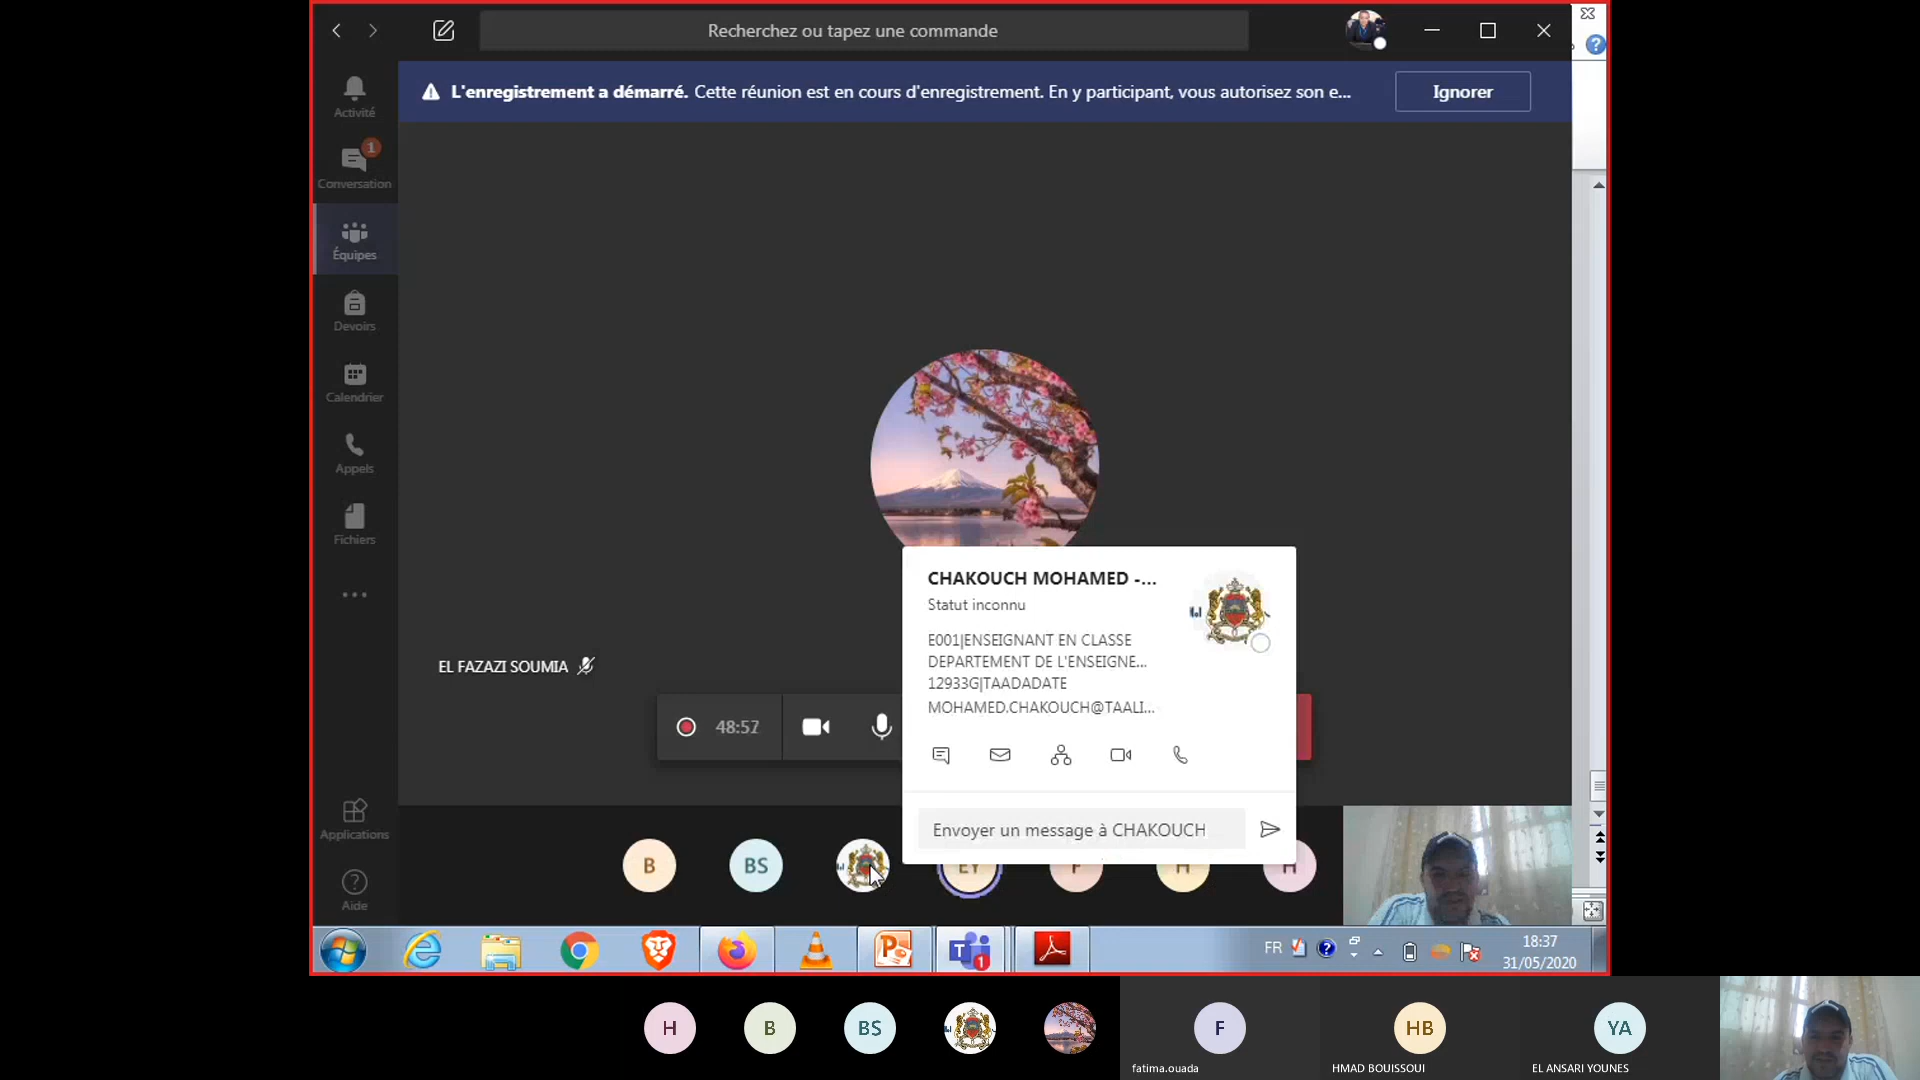 Recherchez ou tapez une commande
L'enregistrement a démarré. Cette réunion est en cours d'enregistrement. En y participant, vous autorisez son e...
Ignorer
Activité
1
Conversation
Équipes
Devoirs
Calendrier
Appels
Fichiers
Applications
Aide
CHAKOUCH MOHAMED -...
Statut inconnu
E001|ENSEIGNANT EN CLASSE
DEPARTEMENT DE L'ENSEIGNE...
12933G|TAADADATE
MOHAMED.CHAKOUCH@TAALI...
EL FAZAZI SOUMIA
48:57
Envoyer un message à CHAKOUCH
B
BS
EY
F
H
H
FR
18:37
31/05/2020
1
H
B
BS
F
HB
YA
fatima.ouada
HMAD BOUISSOUI
EL ANSARI YOUNES